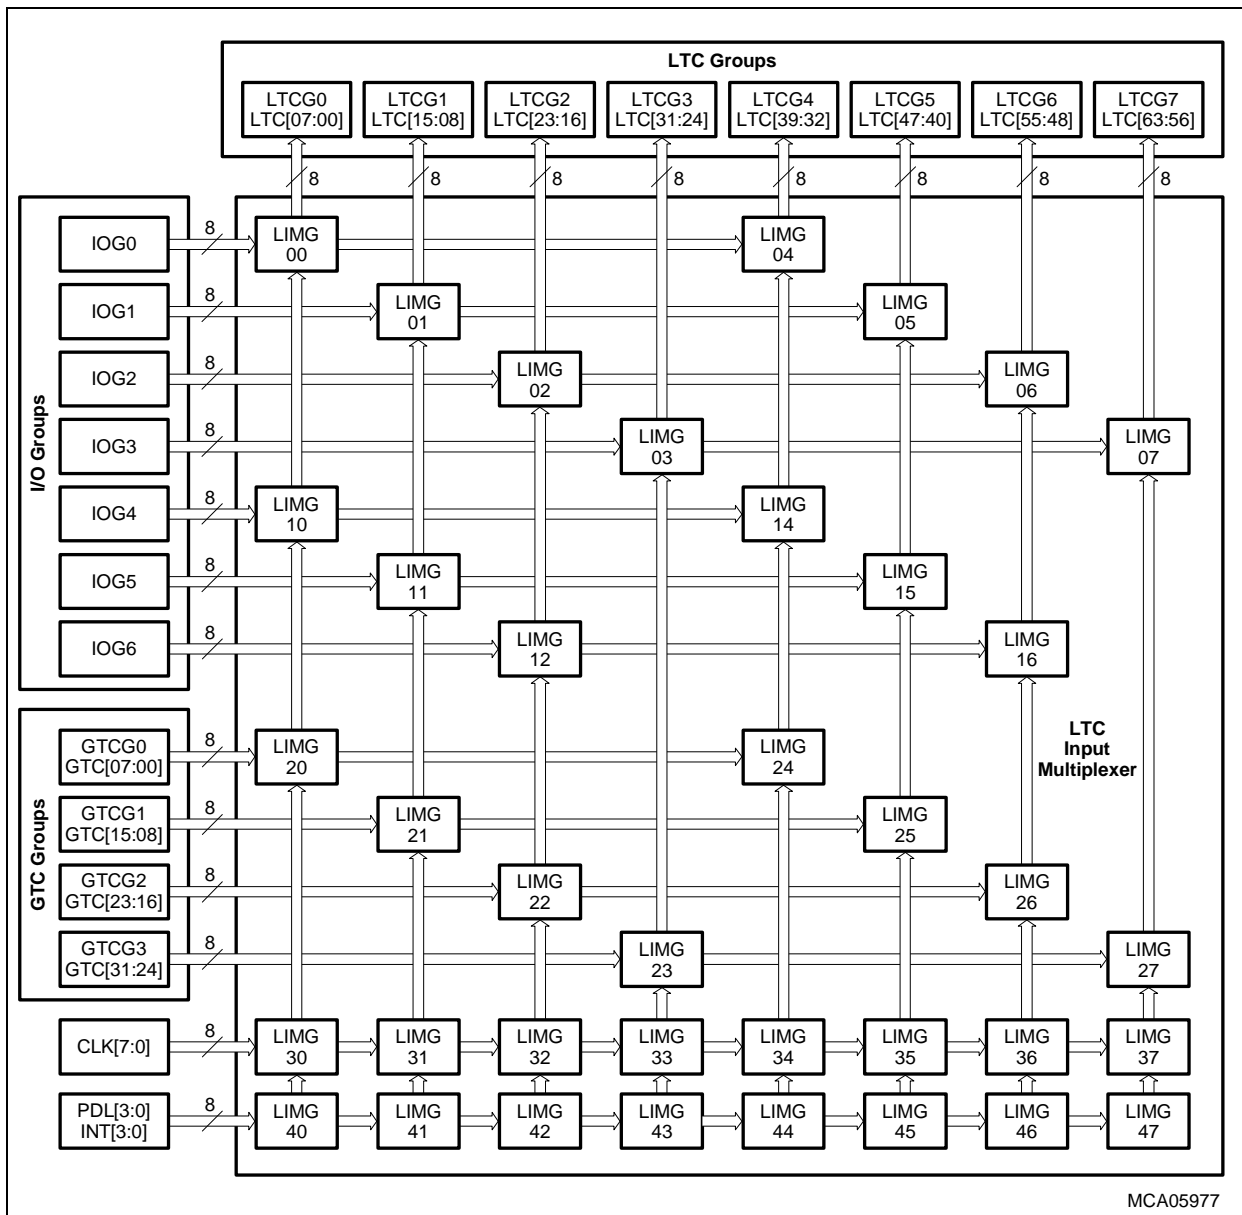 LTC Groups
LTCG0 LTCG1 LTCG2 LTCG3 LTCG4 LTCG5 LTCG6 LTCG7
LTC[07:00] LTC[15:08] LTC[23:16] LTC[31:24] LTC[39:32] LTC[47:40] LTC[55:48] LTC[63:56]
8 8 8 8 8 8 8 8
I/O Groups
IOG0 8 LIMG LIMG
00 04
IOG1 8 LIMG LIMG
01 05
IOG2 8 LIMG LIMG
02 06
IOG3 8 LIMG LIMG
03 07
IOG4 8 LIMG LIMG
10 14
IOG5 8 LIMG LIMG
11 15
IOG6 8 LIMG LIMG
12 16
LTC
Input
Multiplexer
GTC Groups
GTCG0 8 LIMG LIMG
GTC[07:00] 20 24
GTCG1 8 LIMG LIMG
GTC[15:08] 21 25
GTCG2 8 LIMG LIMG
GTC[23:16] 22 26
GTCG3 8 LIMG LIMG
GTC[31:24] 23 27
CLK[7:0] 8 LIMG LIMG LIMG LIMG LIMG LIMG LIMG LIMG
30 31 32 33 34 35 36 37
PDL[3:0] 8 LIMG LIMG LIMG LIMG LIMG LIMG LIMG LIMG
INT[3:0] 40 41 42 43 44 45 46 47
MCA05977